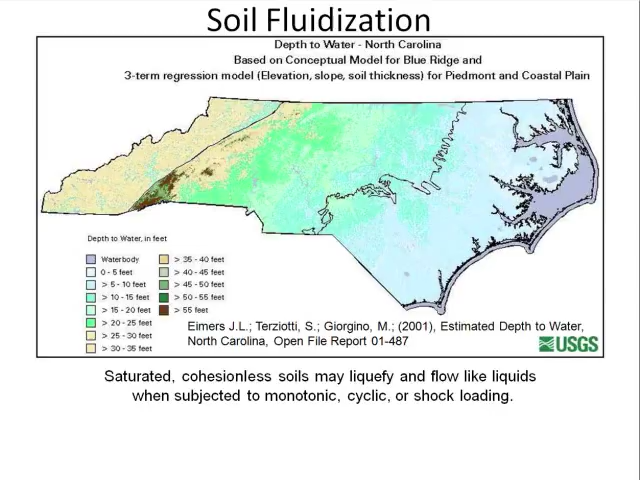 Soil Fluidization
Depth to Water - North Carolina
Based on Conceptual Model for Blue Ridge and
3-term regression model (Elevation, slope, soil thickness) for Piedmont and Coastal Plain
Depth to Water, in feet
Waterbody
0 - 5 feet
> 5 - 10 feet
> 10 - 15 feet
> 15 - 20 feet
> 20 - 25 feet
> 25 - 30 feet
> 30 - 35 feet
> 35 - 40 feet
> 40 - 45 feet
> 45 - 50 feet
> 50 - 55 feet
> 55 feet
Eimers J.L.; Terziotti, S.; Giorgino, M.; (2001), Estimated Depth to Water,
North Carolina, Open File Report 01-487
USGS
Saturated, cohesionless soils may liquefy and flow like liquids
when subjected to monotonic, cyclic, or shock loading.